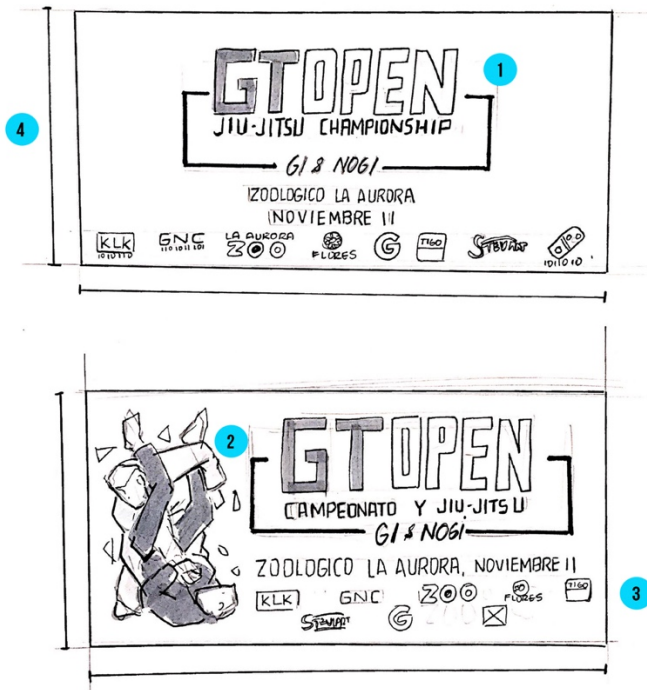 1
GTOPEN
JIU-JITSU CHAMPIONSHIP
GI & NOGI
ZOOLOGICO LA AURORA
NOVIEMBRE 11
4
KLK GNC LA AURORA ZOO FLORES G TIGO
1010110 1011010
2
GTOPEN
CAMPEONATO Y JIU-JITSU
GI & NOGI
ZOOLOGICO LA AURORA, NOVIEMBRE 11
KLK GNC ZOO FLORES TIGO
3
G